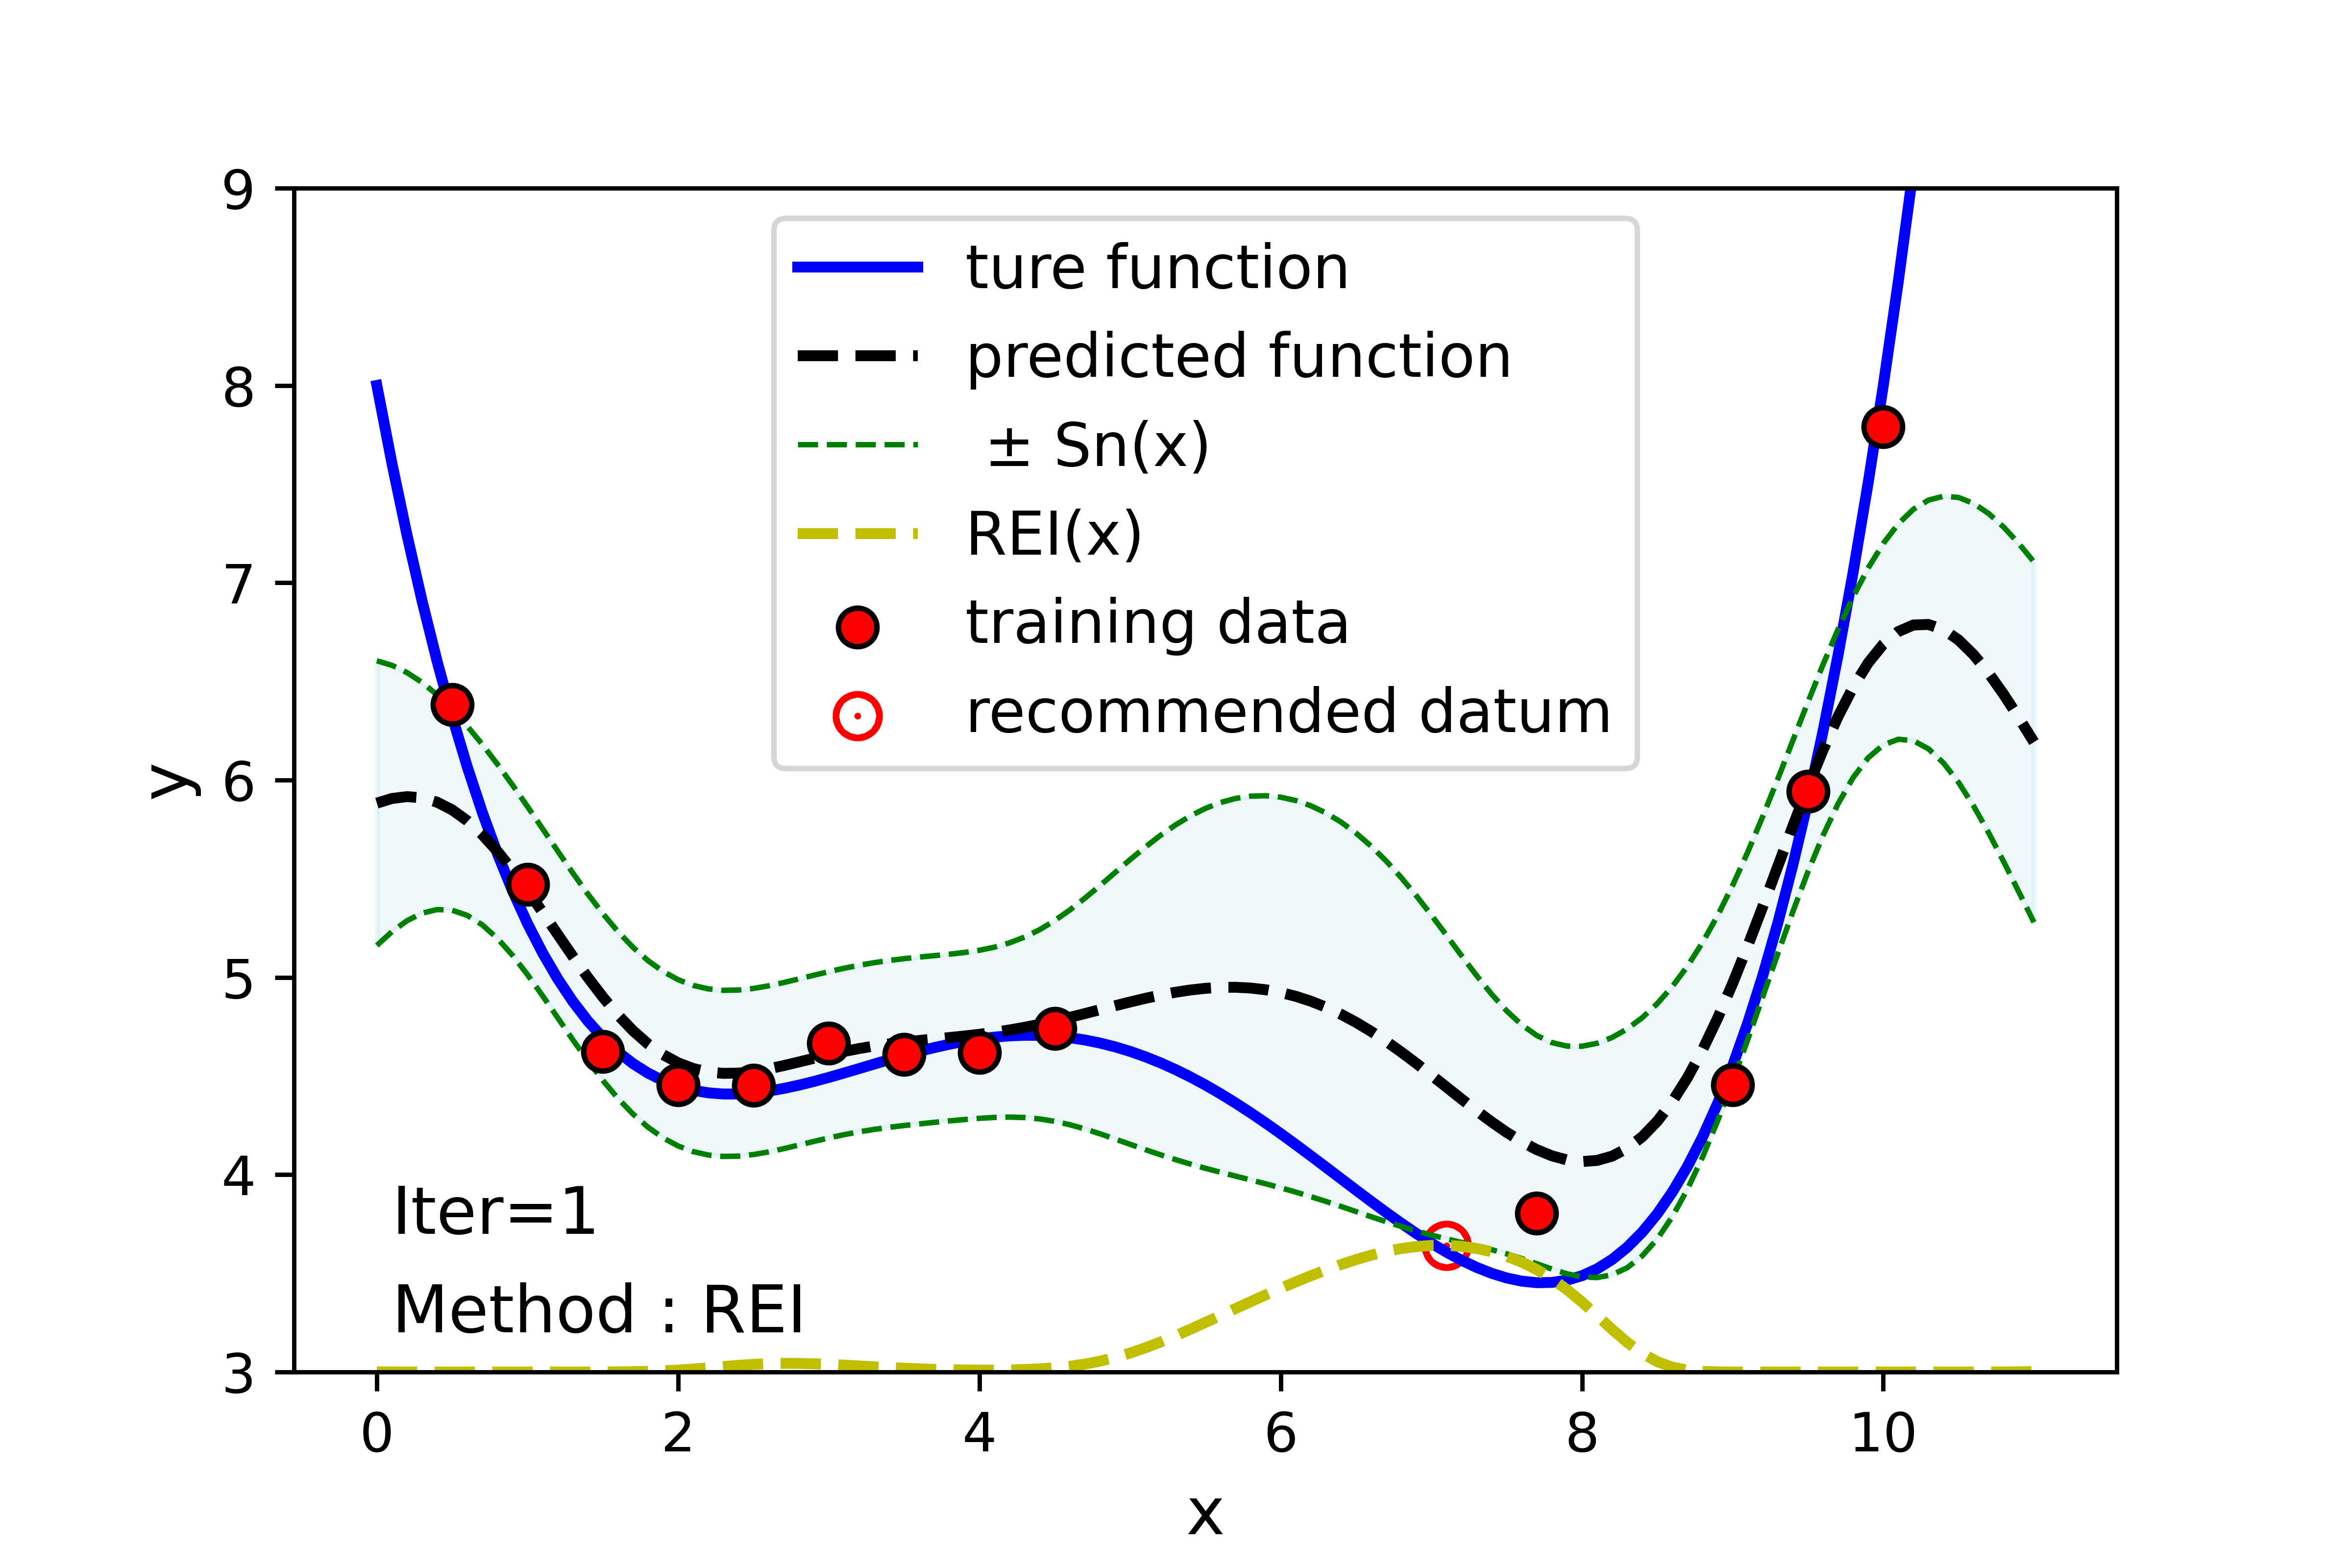 9
8
7
6
5
4
3
y
ture function
predicted function
± Sn(x)
REI(x)
training data
recommended datum
Iter=1
Method : REI
0 2 4 6 8 10
x